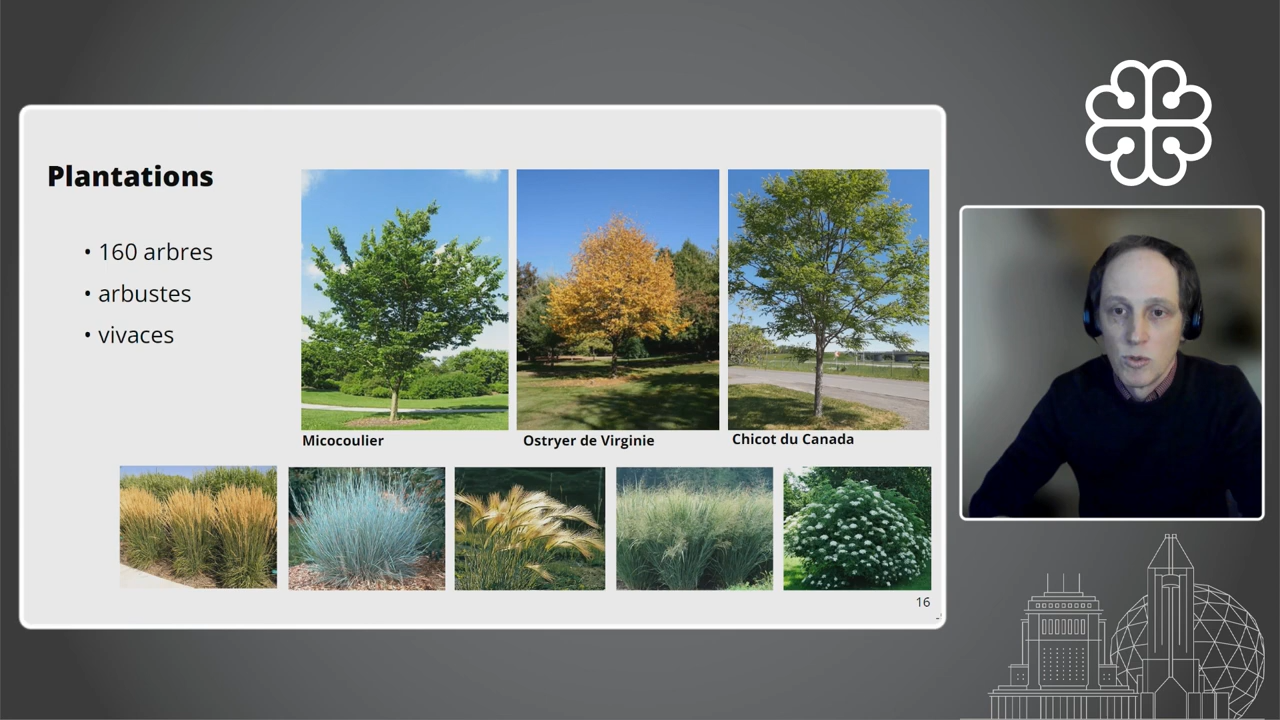 Plantations
• 160 arbres
• arbustes
• vivaces
Micocoulier
Ostryer de Virginie
Chicot du Canada
16